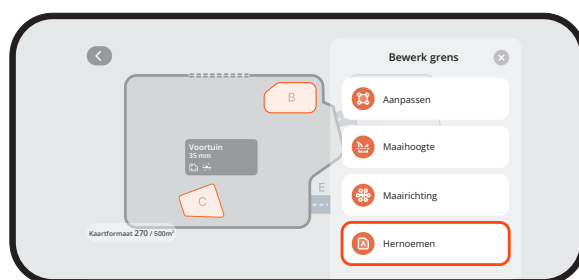 Bewerk grens
B
Aanpassen
Voortuin
35 mm
Maaihoogte
E
Maairichting
C
Kaartformaat 270 / 500m²
Hernoemen
A